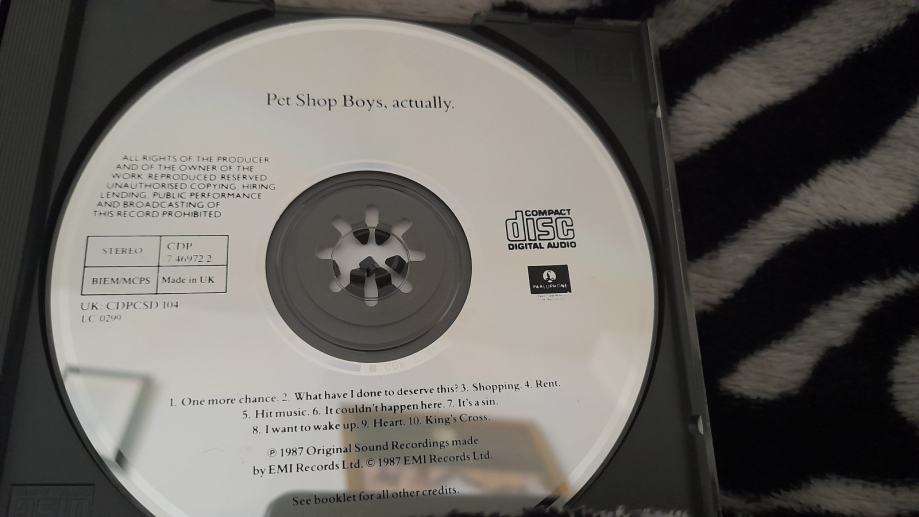 Pet Shop Boys, actually.
ALL RIGHTS OF THE PRODUCER
AND OF THE OWNER OF THE
WORK REPRODUCED RESERVED
UNAUTHORISED COPYING, HIRING
LENDING, PUBLIC PERFORMANCE
AND BROADCASTING OF
THIS RECORD PROHIBITED
STEREO
CDP
7 46972 2
BIEM/MCPS
Made in UK
UK: CDPCSD 104
LC 0299
COMPACT
disc
DIGITAL AUDIO
PARLOPHONE
1. One more chance. 2. What have I done to deserve this? 3. Shopping. 4. Rent.
5. Hit music. 6. It couldn't happen here. 7. It's a sin.
8. I want to wake up. 9. Heart. 10. King's Cross.
℗ 1987 Original Sound Recordings made
by EMI Records Ltd. © 1987 EMI Records Ltd.
See booklet for all other credits.